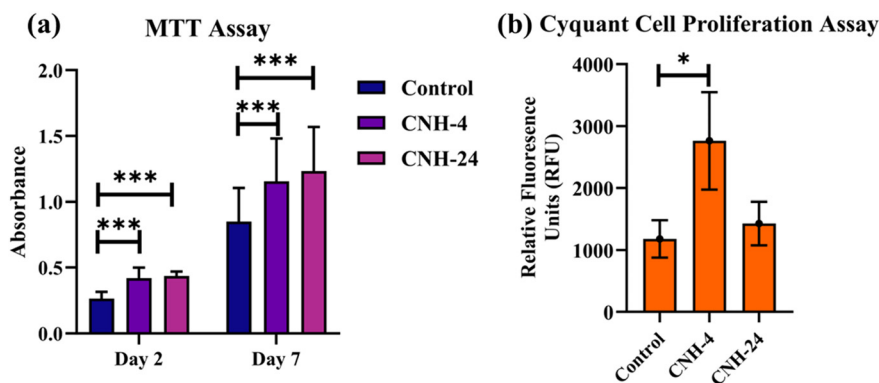 (a)
MTT Assay
2.0
1.5
1.0
0.5
0.0
Absorbance
***
***
***
***
Day 2
Day 7
Control
CNH-4
CNH-24
(b) Cyquant Cell Proliferation Assay
4000
3000
2000
1000
0
Relative Fluoresence
Units (RFU)
*
Control
CNH-4
CNH-24